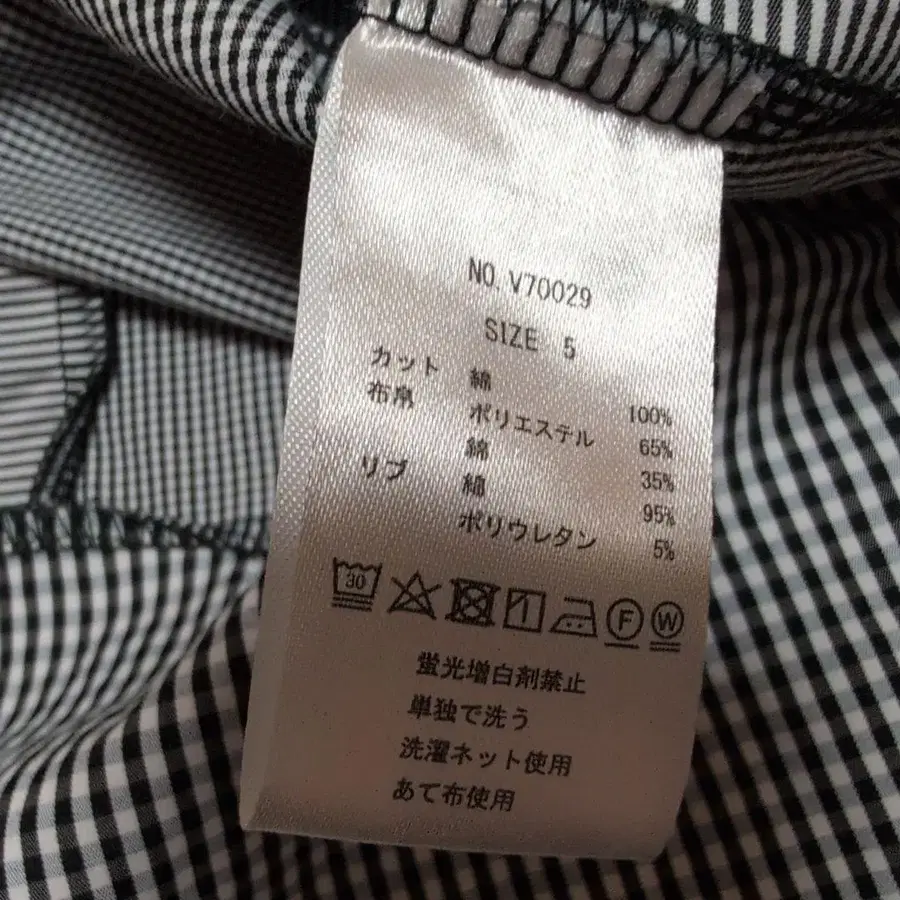 NO. V70029
SIZE 5
カット 綿 100%
布帛 ポリエステル 65%
綿 35%
リブ 綿 95%
ポリウレタン 5%
30 F W
蛍光増白剤禁止
単独で洗う
洗濯ネット使用
あて布使用